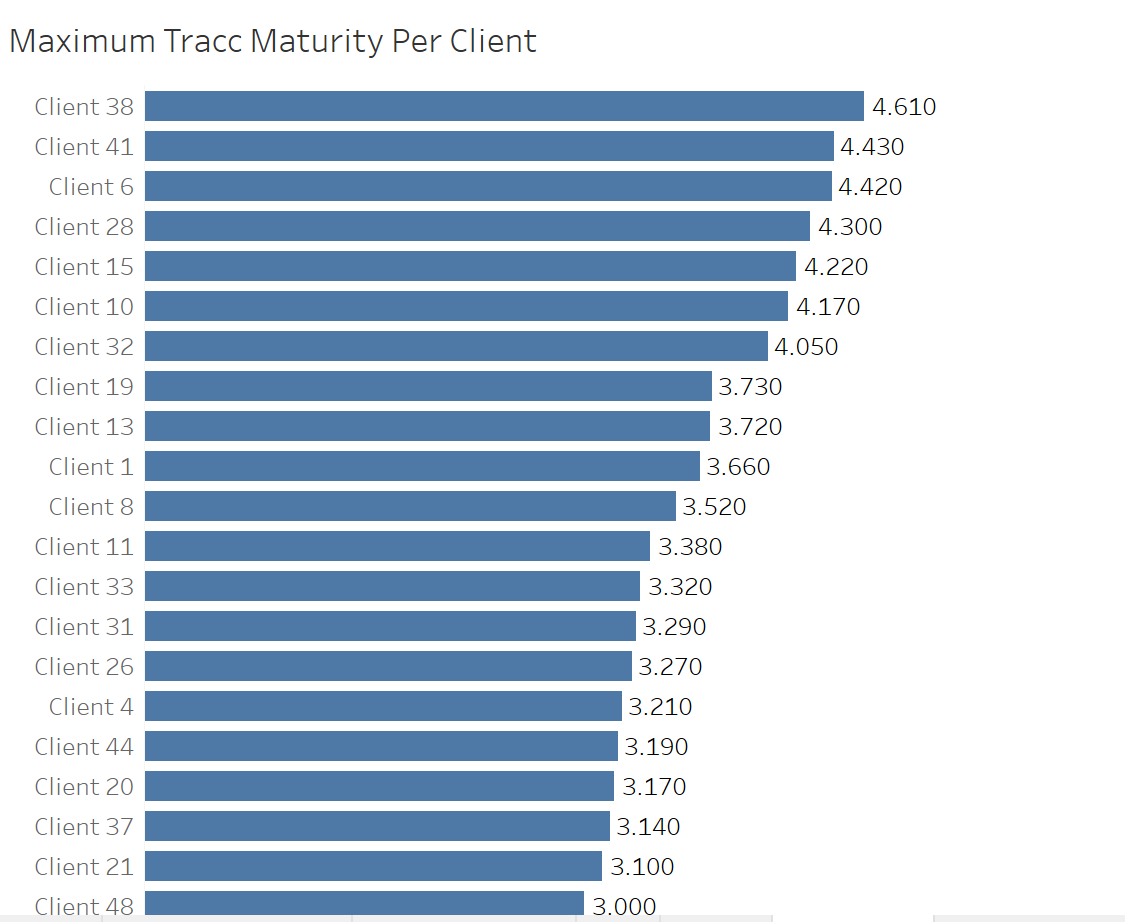 Maximum Tracc Maturity Per Client
Client 38 4.610
Client 41 4.430
Client 6 4.420
Client 28 4.300
Client 15 4.220
Client 10 4.170
Client 32 4.050
Client 19 3.730
Client 13 3.720
Client 1 3.660
Client 8 3.520
Client 11 3.380
Client 33 3.320
Client 31 3.290
Client 26 3.270
Client 4 3.210
Client 44 3.190
Client 20 3.170
Client 37 3.140
Client 21 3.100
Client 48 3.000